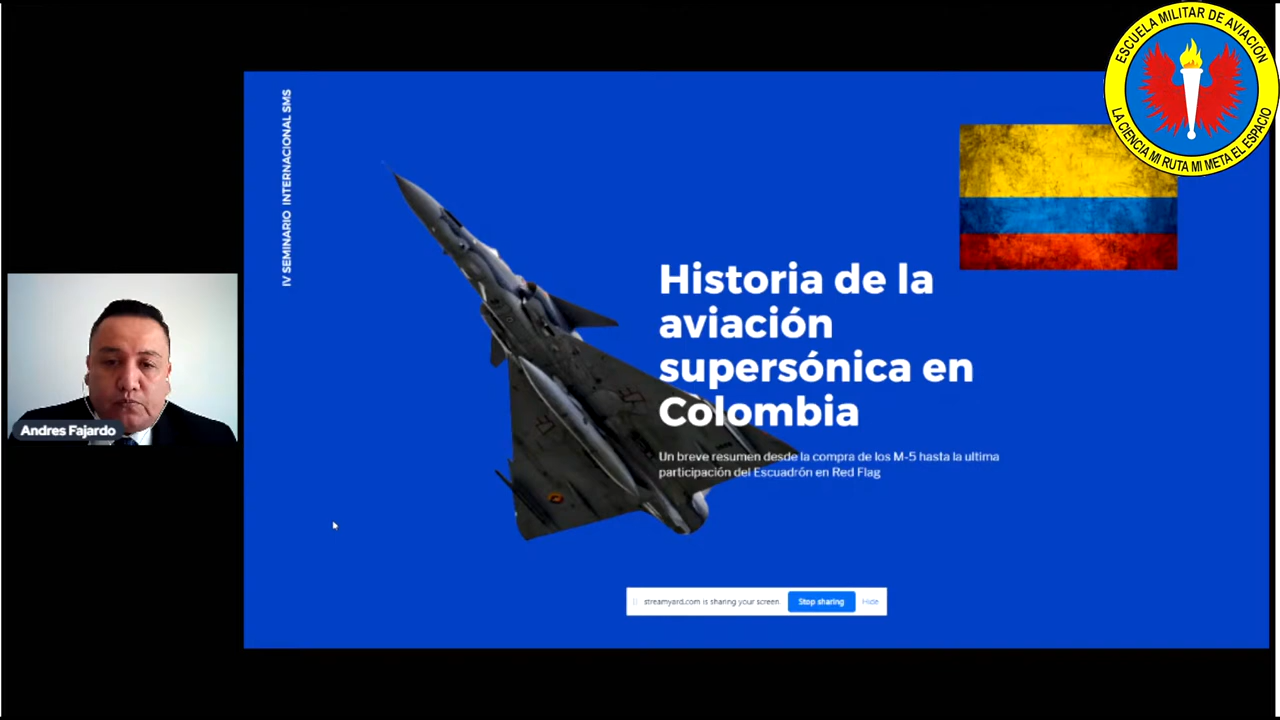 ESCUELA MILITAR DE AVIACIÓN
LA CIENCIA MI RUTA MI META EL ESPACIO
IV SEMINARIO INTERNACIONAL SMS
Historia de la
aviación
supersónica en
Colombia
Un breve resumen desde la compra de los M-5 hasta la ultima
participación del Escuadrón en Red Flag
Andres Fajardo
streamyard.com is sharing your screen.
Stop sharing
Hide